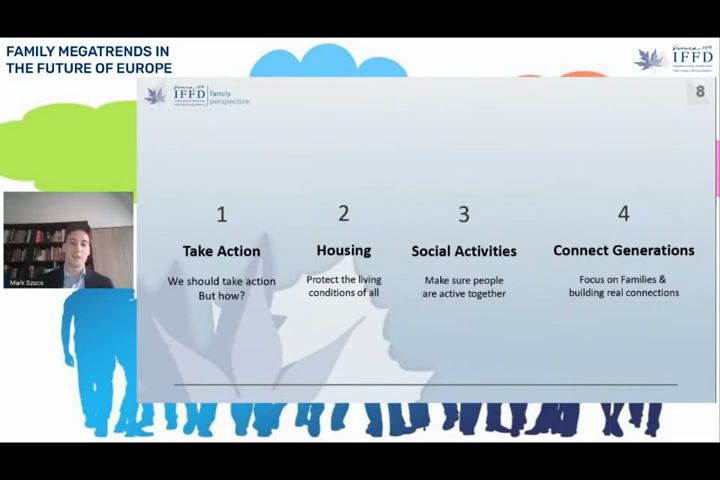 FAMILY MEGATRENDS IN
THE FUTURE OF EUROPE
IFFD
IFFD
family
perspective
8
1
Take Action
We should take action
But how?
2
Housing
Protect the living
conditions of all
3
Social Activities
Make sure people
are active together
4
Connect Generations
Focus on Families &
building real connections
Mark Szucs